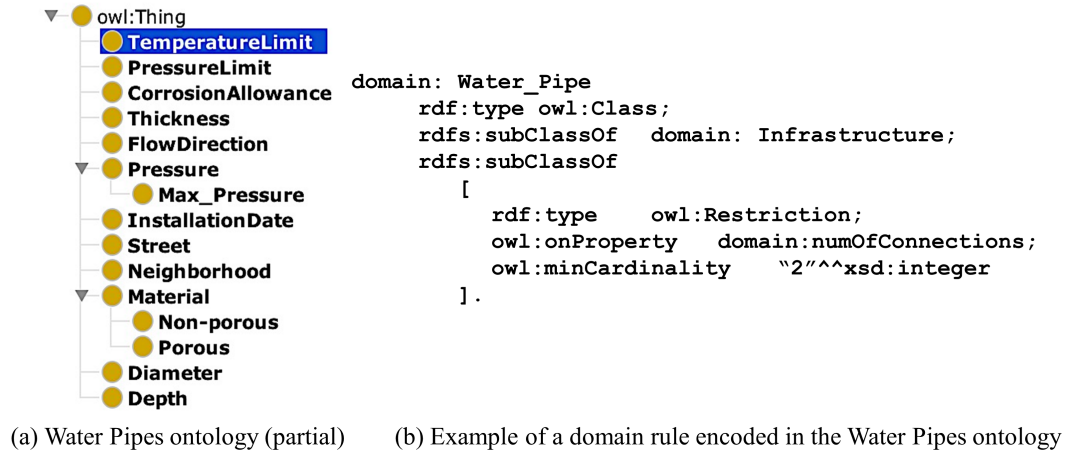 owl:Thing
TemperatureLimit
PressureLimit
CorrosionAllowance
Thickness
FlowDirection
Pressure
Max_Pressure
InstallationDate
Street
Neighborhood
Material
Non-porous
Porous
Diameter
Depth
domain: Water_Pipe
rdf:type owl:Class;
rdfs:subClassOf domain: Infrastructure;
rdfs:subClassOf
[
rdf:type owl:Restriction;
owl:onProperty domain:numOfConnections;
owl:minCardinality “2”^^xsd:integer
].
(a) Water Pipes ontology (partial)
(b) Example of a domain rule encoded in the Water Pipes ontology